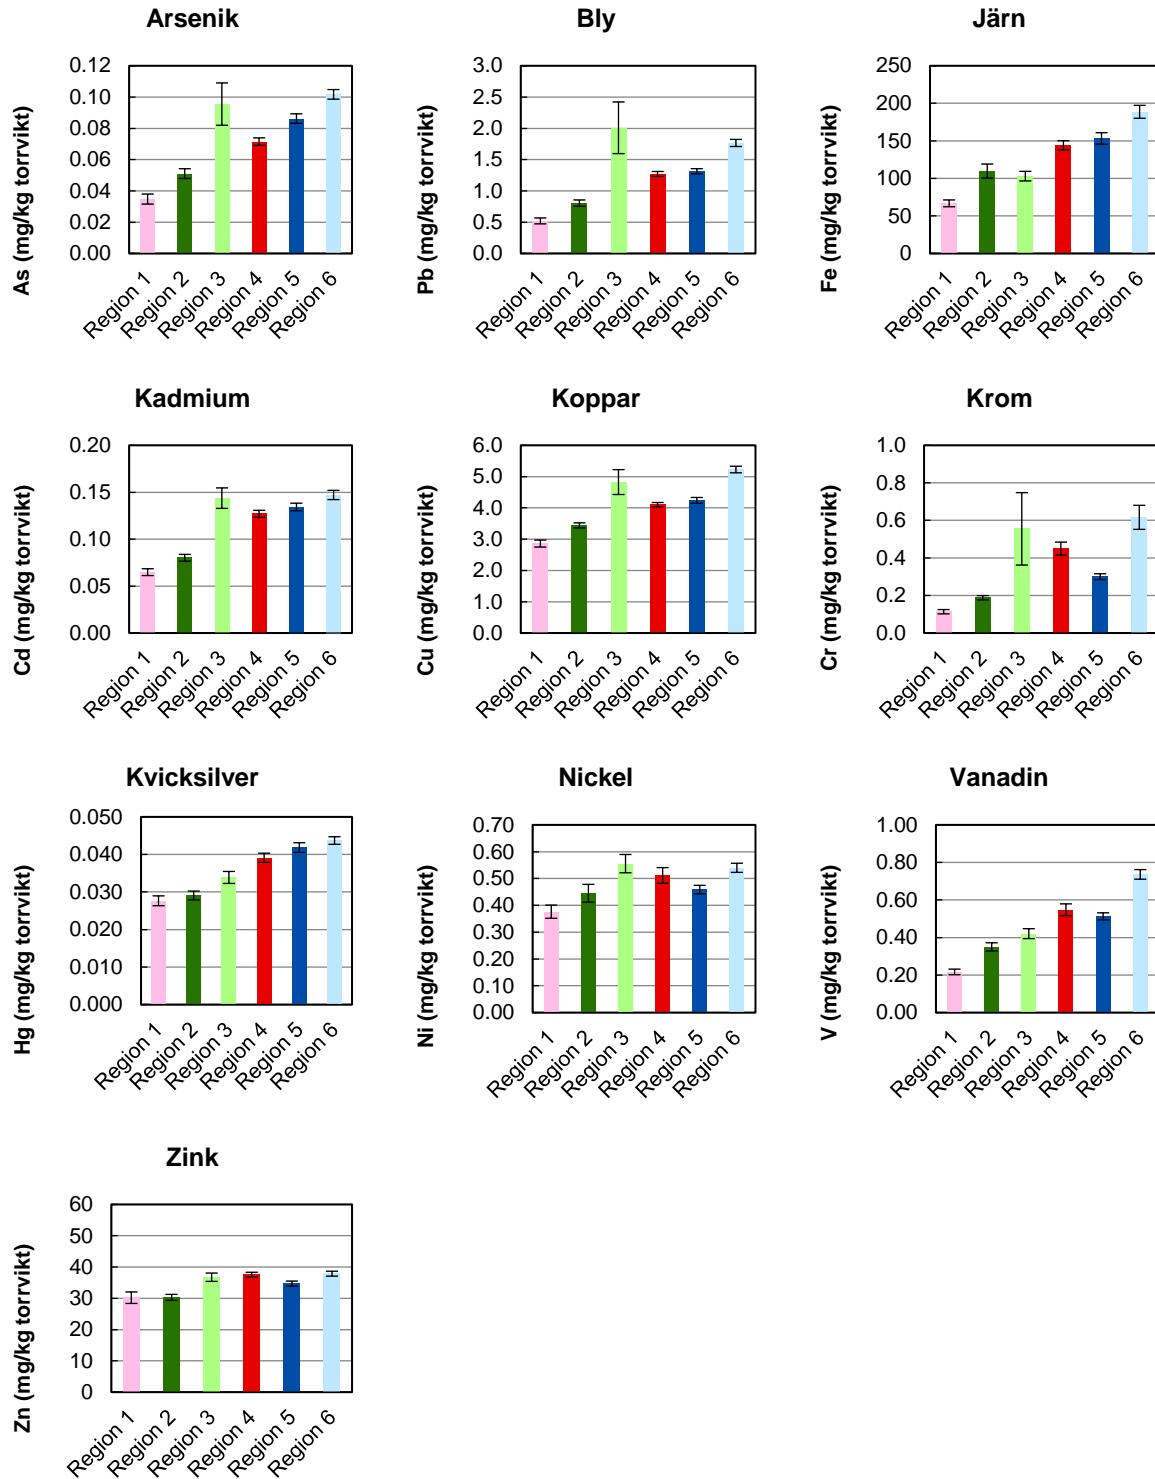 Arsenik
As (mg/kg torrvikt)
0.12
0.10
0.08
0.06
0.04
0.02
0.00
Region 1
Region 2
Region 3
Region 4
Region 5
Region 6
Bly
Pb (mg/kg torrvikt)
3.0
2.5
2.0
1.5
1.0
0.5
0.0
Region 1
Region 2
Region 3
Region 4
Region 5
Region 6
Järn
Fe (mg/kg torrvikt)
250
200
150
100
50
0
Region 1
Region 2
Region 3
Region 4
Region 5
Region 6
Kadmium
Cd (mg/kg torrvikt)
0.20
0.15
0.10
0.05
0.00
Region 1
Region 2
Region 3
Region 4
Region 5
Region 6
Koppar
Cu (mg/kg torrvikt)
6.0
5.0
4.0
3.0
2.0
1.0
0.0
Region 1
Region 2
Region 3
Region 4
Region 5
Region 6
Krom
Cr (mg/kg torrvikt)
1.0
0.8
0.6
0.4
0.2
0.0
Region 1
Region 2
Region 3
Region 4
Region 5
Region 6
Kvicksilver
Hg (mg/kg torrvikt)
0.050
0.040
0.030
0.020
0.010
0.000
Region 1
Region 2
Region 3
Region 4
Region 5
Region 6
Nickel
Ni (mg/kg torrvikt)
0.70
0.60
0.50
0.40
0.30
0.20
0.10
0.00
Region 1
Region 2
Region 3
Region 4
Region 5
Region 6
Vanadin
V (mg/kg torrvikt)
1.00
0.80
0.60
0.40
0.20
0.00
Region 1
Region 2
Region 3
Region 4
Region 5
Region 6
Zink
Zn (mg/kg torrvikt)
60
50
40
30
20
10
0
Region 1
Region 2
Region 3
Region 4
Region 5
Region 6